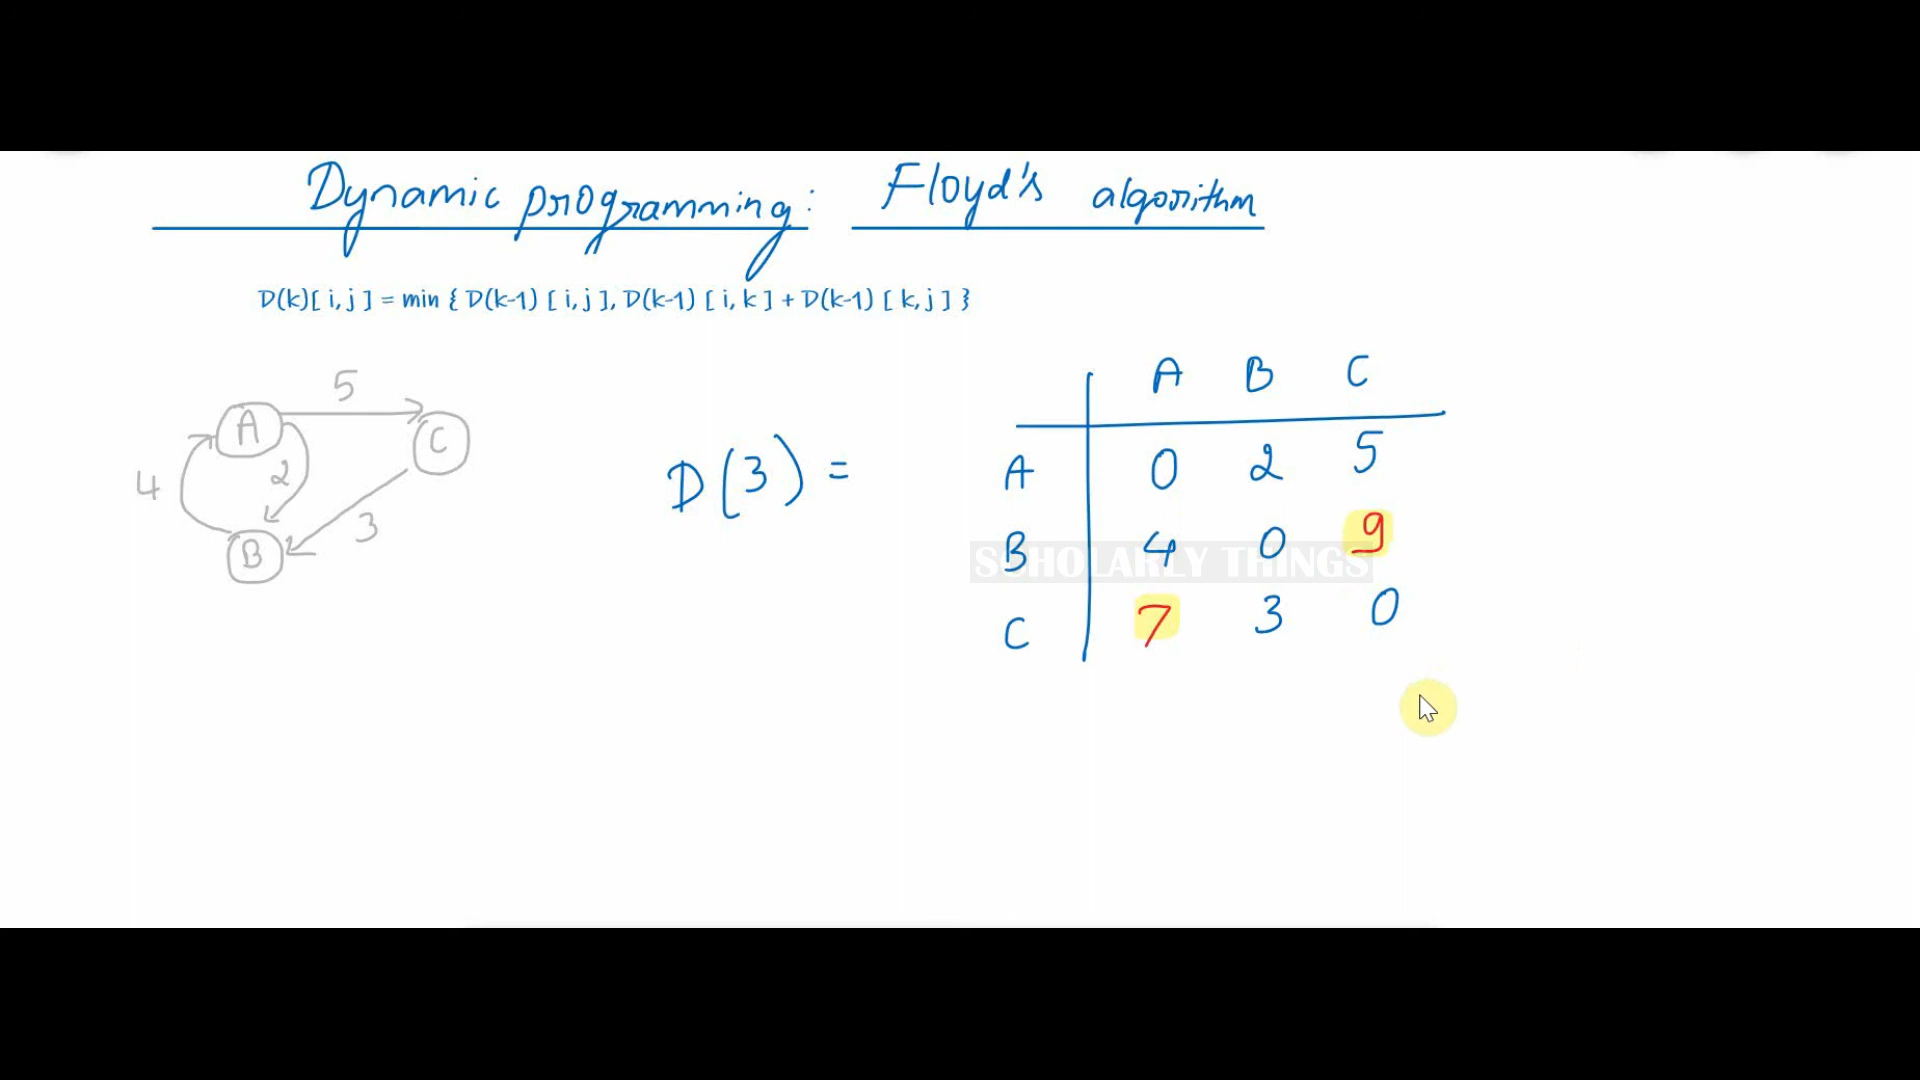 Dynamic programming: Floyd's algorithm
D(k)[ i, j ] = min { D(k-1) [ i, j ], D(k-1) [ i, k ] + D(k-1) [ k, j ] }
5
A
C
4
2
3
B
D(3) =
A B C
A 0 2 5
B 4 0 9
SCHOLARLY THINGS
C 7 3 0